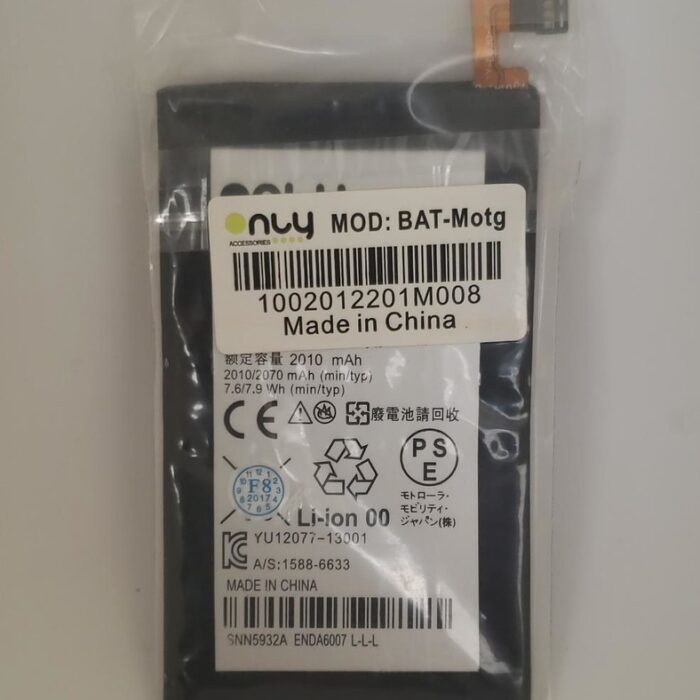 Only MOD: BAT-Motg
ACCESSORIES
1002012201M008
Made in China
額定容量 2010 mAh
2010/2070 mAh (min/typ)
7.6/7.9 Wh (min/typ)
CE
廢電池請回收
PS
E
モトローラ・
モビリティ・
ジャパン(株)
F8
2017
Li-ion 00
YU12077-13001
A/S:1588-6633
MADE IN CHINA
SNN5932A ENDA6007 L-L-L